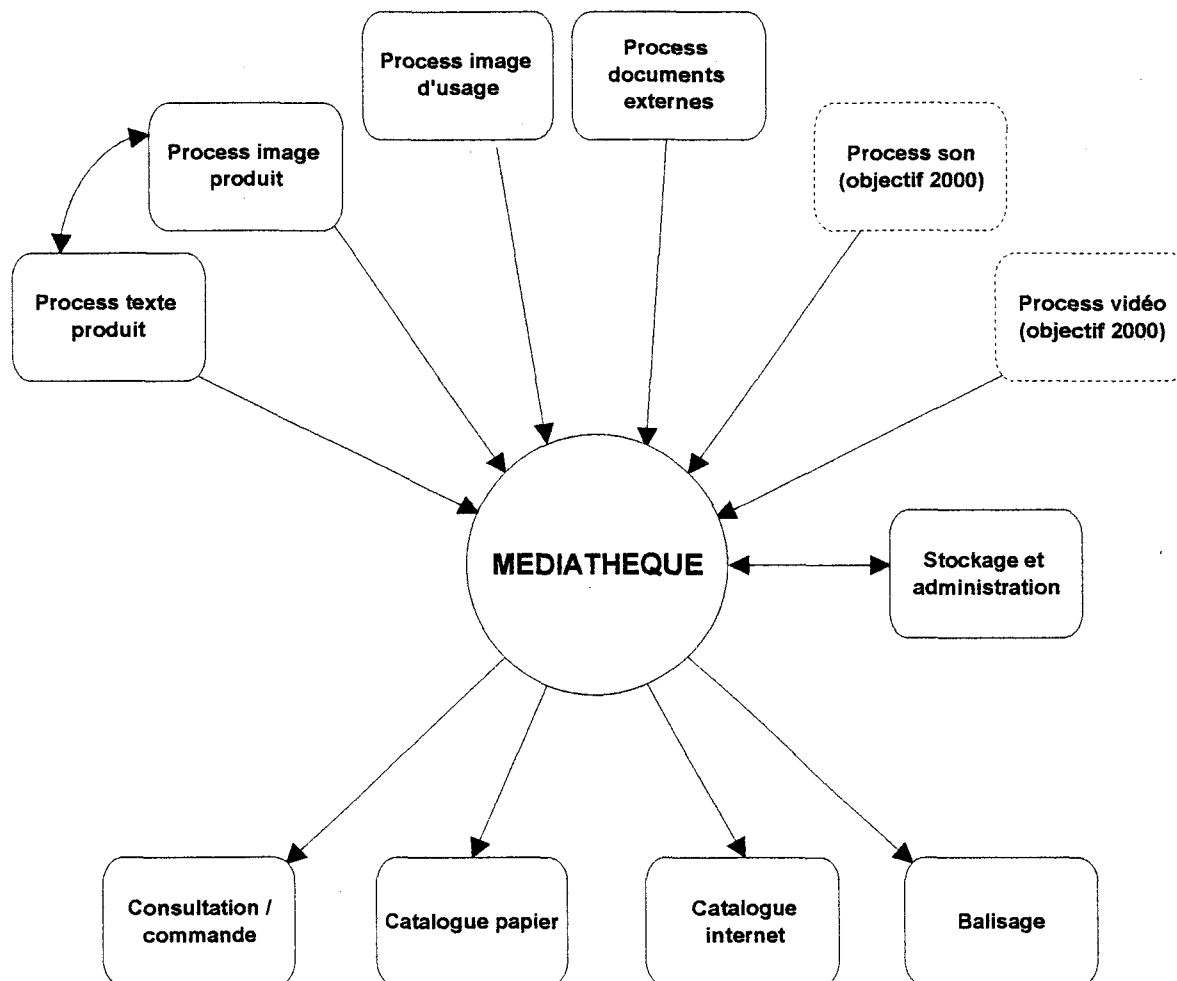 Process image
d'usage
Process
documents
externes
Process image
produit
Process son
(objectif 2000)
Process texte
produit
Process vidéo
(objectif 2000)
MEDIATHEQUE
Stockage et
administration
Consultation /
commande
Catalogue papier
Catalogue
internet
Balisage